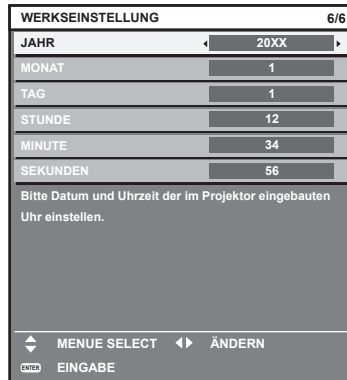 WERKSEINSTELLUNG 6/6
JAHR 20XX
MONAT 1
TAG 1
STUNDE 12
MINUTE 34
SEKUNDEN 56
Bitte Datum und Uhrzeit der im Projektor eingebauten
Uhr einstellen.
MENUE SELECT ÄNDERN
ENTER EINGABE